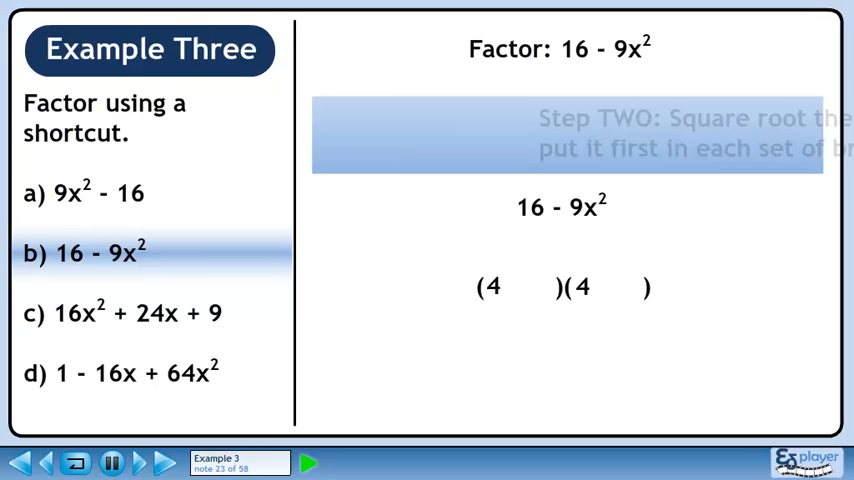 Example Three
Factor using a
shortcut.
a) 9x² - 16
b) 16 - 9x²
c) 16x² + 24x + 9
d) 1 - 16x + 64x²
Factor: 16 - 9x²
Step TWO: Square root the
put it first in each set of
16 - 9x²
(4 )(4 )
Example 3
note 23 of 58
player